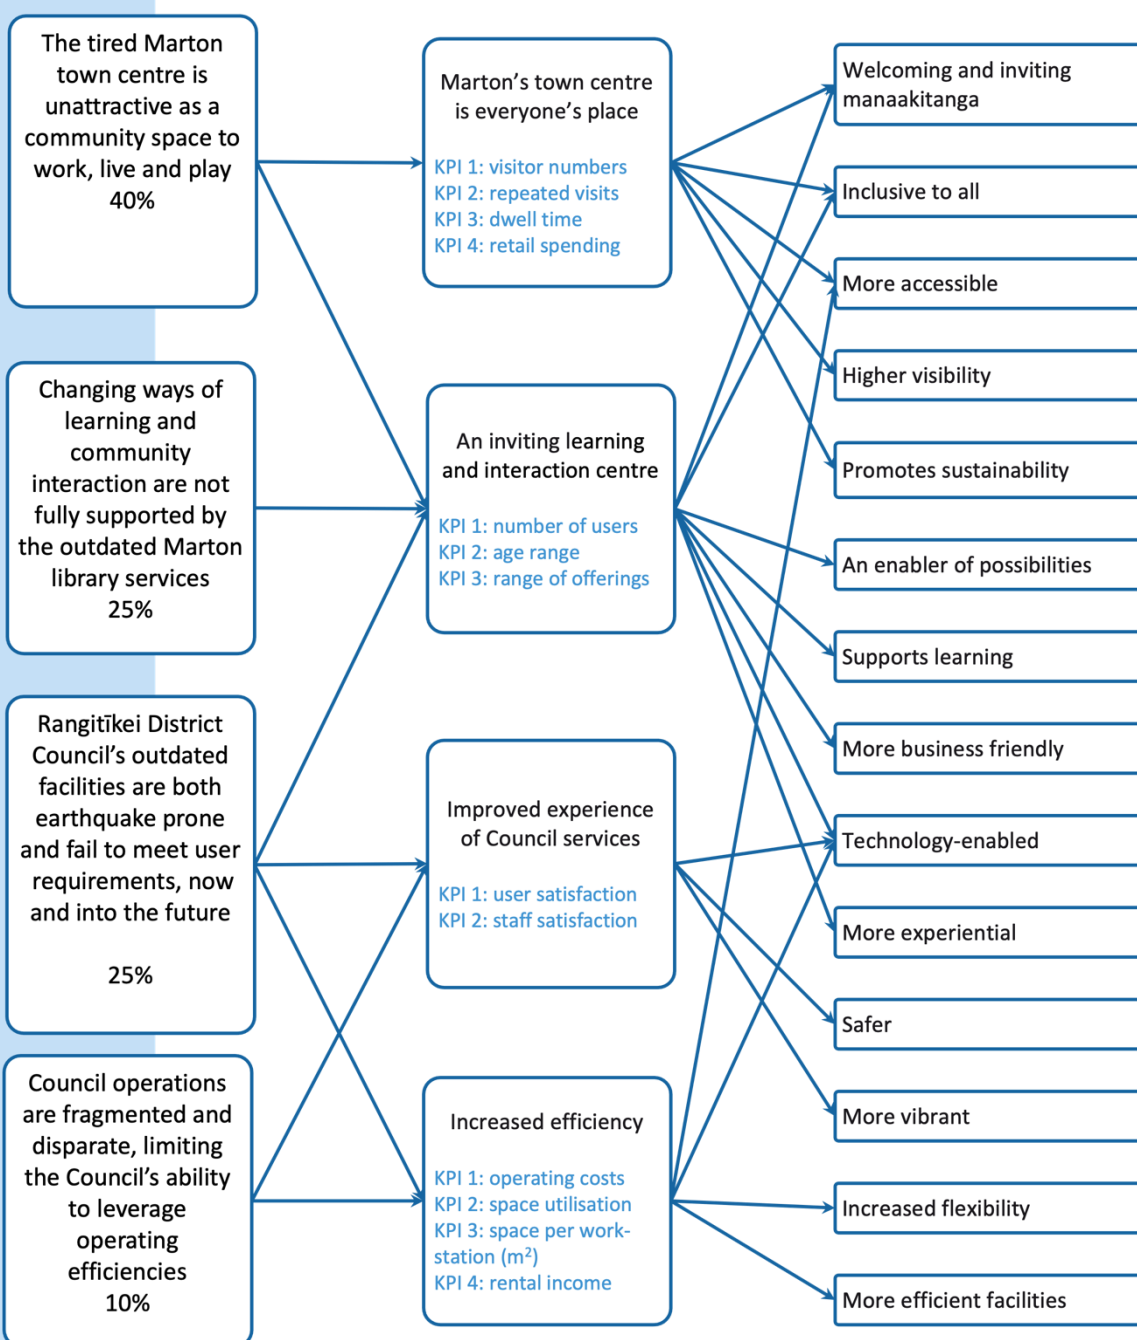 The tired Marton
town centre is
unattractive as a
community space to
work, live and play
40%
Changing ways of
learning and
community
interaction are not
fully supported by
the outdated Marton
library services
25%
Rangitīkei District
Council’s outdated
facilities are both
earthquake prone
and fail to meet user
requirements, now
and into the future
25%
Council operations
are fragmented and
disparate, limiting
the Council’s ability
to leverage
operating
efficiencies
10%
Marton’s town centre
is everyone’s place
KPI 1: visitor numbers
KPI 2: repeated visits
KPI 3: dwell time
KPI 4: retail spending
An inviting learning
and interaction centre
KPI 1: number of users
KPI 2: age range
KPI 3: range of offerings
Improved experience
of Council services
KPI 1: user satisfaction
KPI 2: staff satisfaction
Increased efficiency
KPI 1: operating costs
KPI 2: space utilisation
KPI 3: space per work-
station (m²)
KPI 4: rental income
Welcoming and inviting
manaakitanga
Inclusive to all
More accessible
Higher visibility
Promotes sustainability
An enabler of possibilities
Supports learning
More business friendly
Technology-enabled
More experiential
Safer
More vibrant
Increased flexibility
More efficient facilities